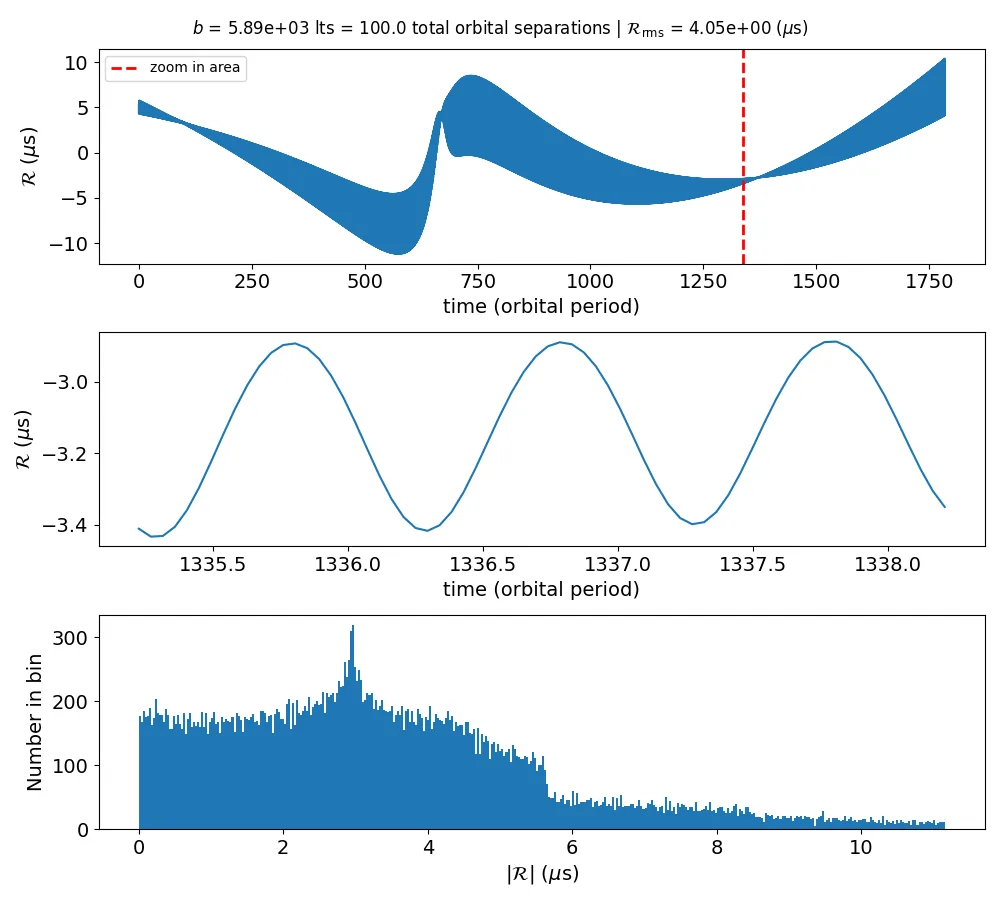 b = 5.89e+03 lts = 100.0 total orbital separations | ℛrms = 4.05e+00 (μs)
zoom in area
10
5
0
−5
−10
ℛ (μs)
0 250 500 750 1000 1250 1500 1750
time (orbital period)
−3.0
−3.2
−3.4
ℛ (μs)
1335.5 1336.0 1336.5 1337.0 1337.5 1338.0
time (orbital period)
300
200
100
0
Number in bin
0 2 4 6 8 10
|ℛ| (μs)